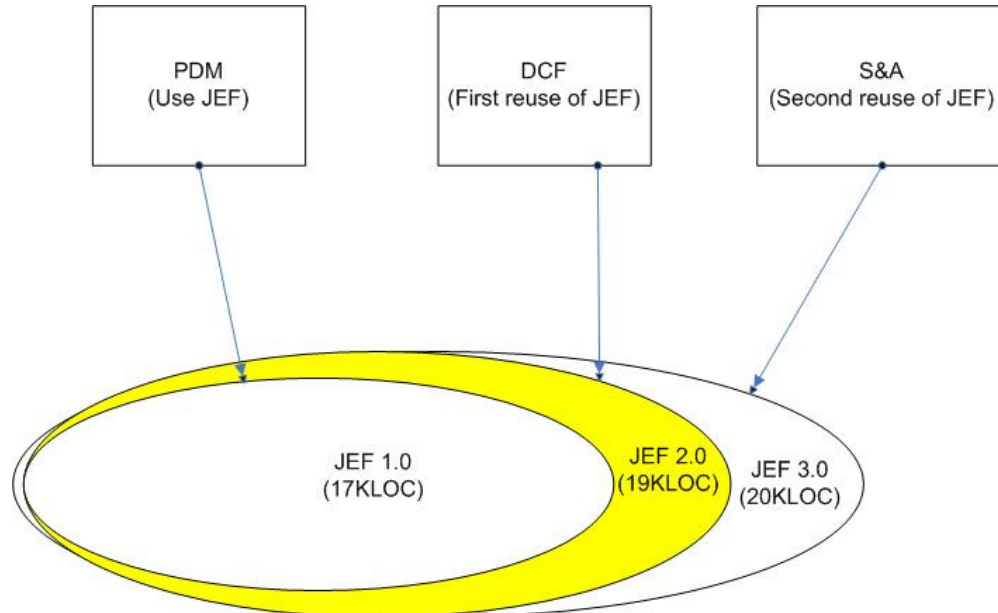 PDM
(Use JEF)
DCF
(First reuse of JEF)
S&A
(Second reuse of JEF)
JEF 1.0
(17KLOC)
JEF 2.0
(19KLOC)
JEF 3.0
(20KLOC)